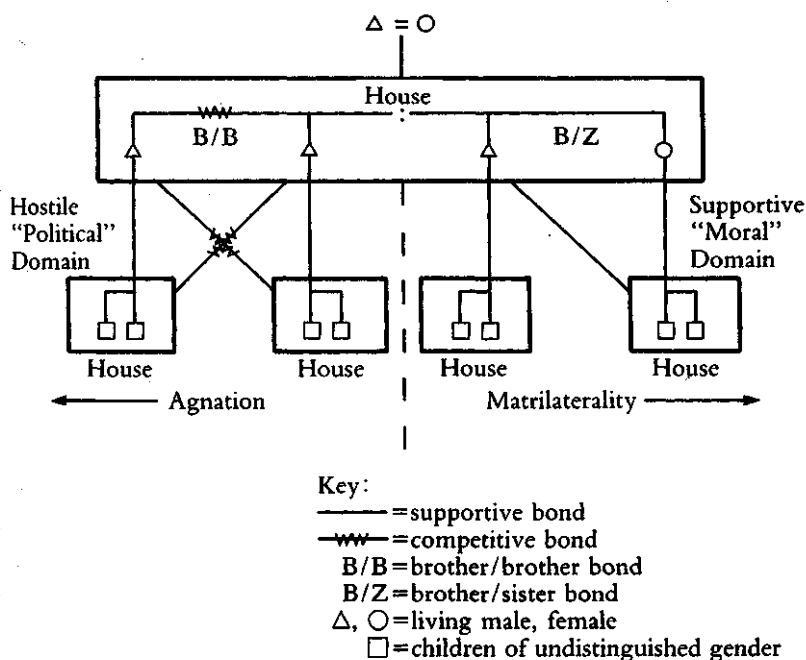 House
B/B
B/Z
Hostile
"Political"
Domain
Supportive
"Moral"
Domain
House
House
House
House
Agnation
Matrilaterality
Key:
=supportive bond
=competitive bond
B/B=brother/brother bond
B/Z=brother/sister bond
△, ○=living male, female
□=children of undistinguished gender